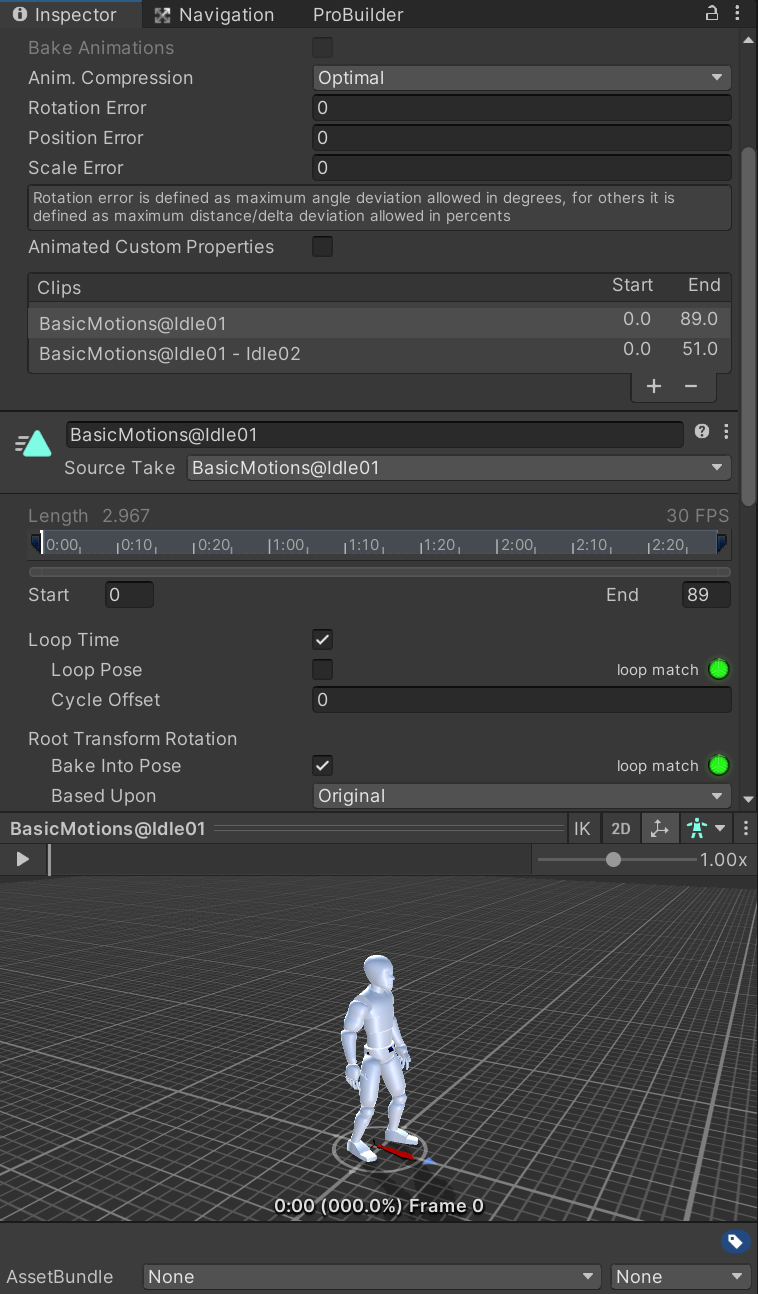 Inspector Navigation ProBuilder
Bake Animations
Anim. Compression Optimal
Rotation Error 0
Position Error 0
Scale Error 0
Rotation error is defined as maximum angle deviation allowed in degrees, for others it is
defined as maximum distance/delta deviation allowed in percents
Animated Custom Properties
Clips Start End
BasicMotions@Idle01 0.0 89.0
BasicMotions@Idle01 - Idle02 0.0 51.0
+ −
BasicMotions@Idle01
Source Take BasicMotions@Idle01
Length 2.967 30 FPS
0:00 0:10 0:20 1:00 1:10 1:20 2:00 2:10 2:20
Start 0 End 89
Loop Time
Loop Pose loop match
Cycle Offset 0
Root Transform Rotation
Bake Into Pose loop match
Based Upon Original
BasicMotions@Idle01 IK 2D
1.00x
0:00 (000.0%) Frame 0
AssetBundle None None